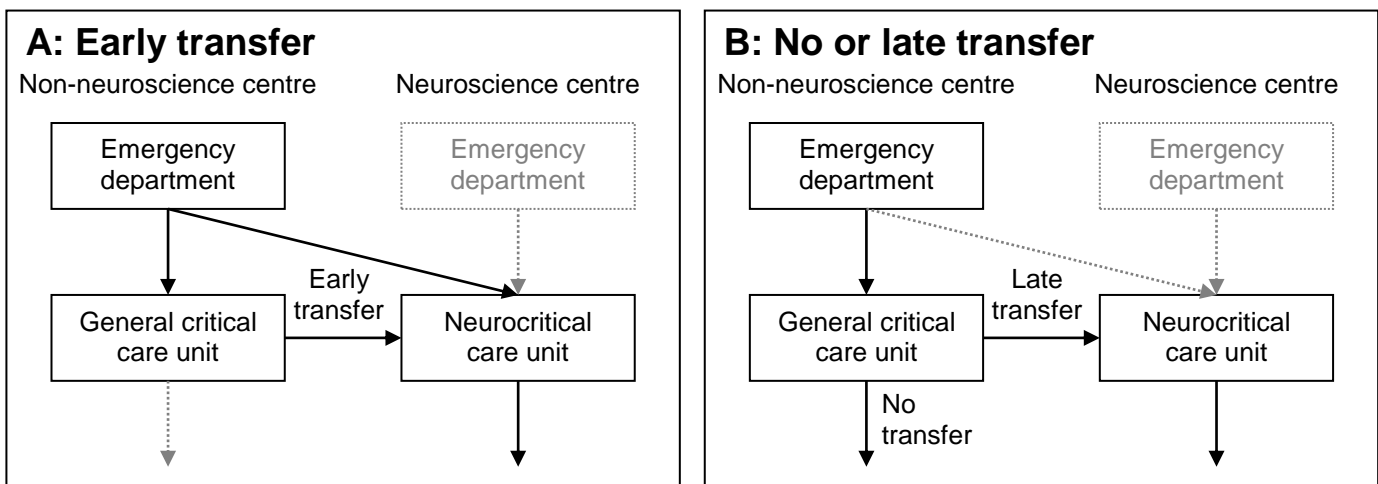 A: Early transfer
Non-neuroscience centre
Neuroscience centre
Emergency
department
Emergency
department
Early
transfer
General critical
care unit
Neurocritical
care unit
B: No or late transfer
Non-neuroscience centre
Neuroscience centre
Emergency
department
Emergency
department
Late
transfer
General critical
care unit
Neurocritical
care unit
No
transfer